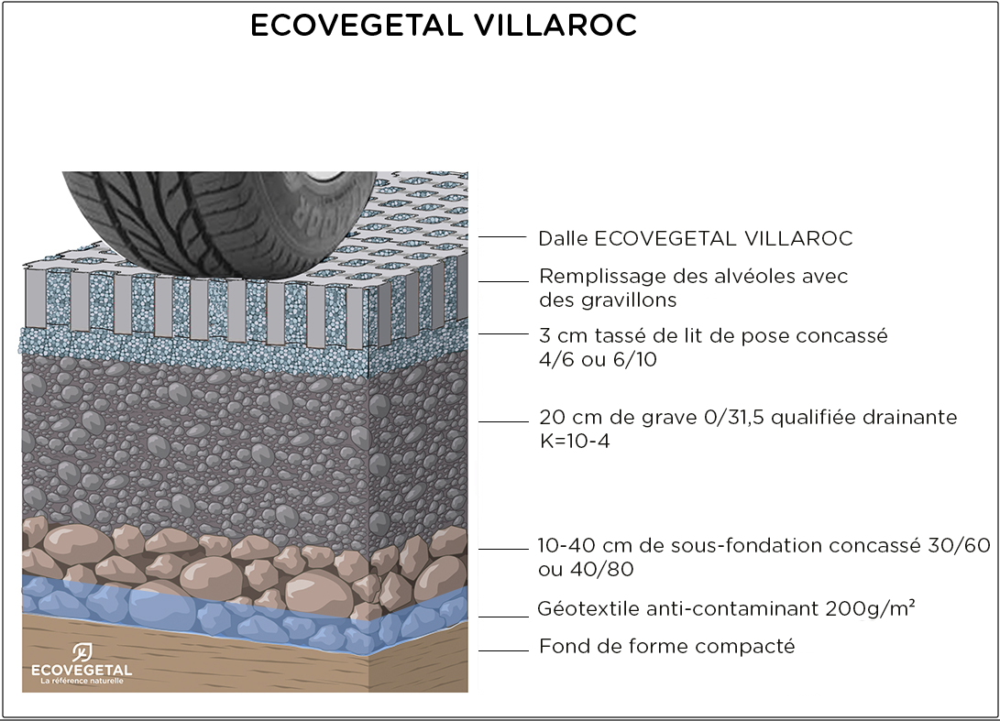 ECOVEGETAL VILLAROC
Dalle ECOVEGETAL VILLAROC
Remplissage des alvéoles avec
des gravillons
3 cm tassé de lit de pose concassé
4/6 ou 6/10
20 cm de grave 0/31,5 qualifiée drainante
K=10-4
10-40 cm de sous-fondation concassé 30/60
ou 40/80
Géotextile anti-contaminant 200g/m²
Fond de forme compacté
ECOVEGETAL
La référence naturelle